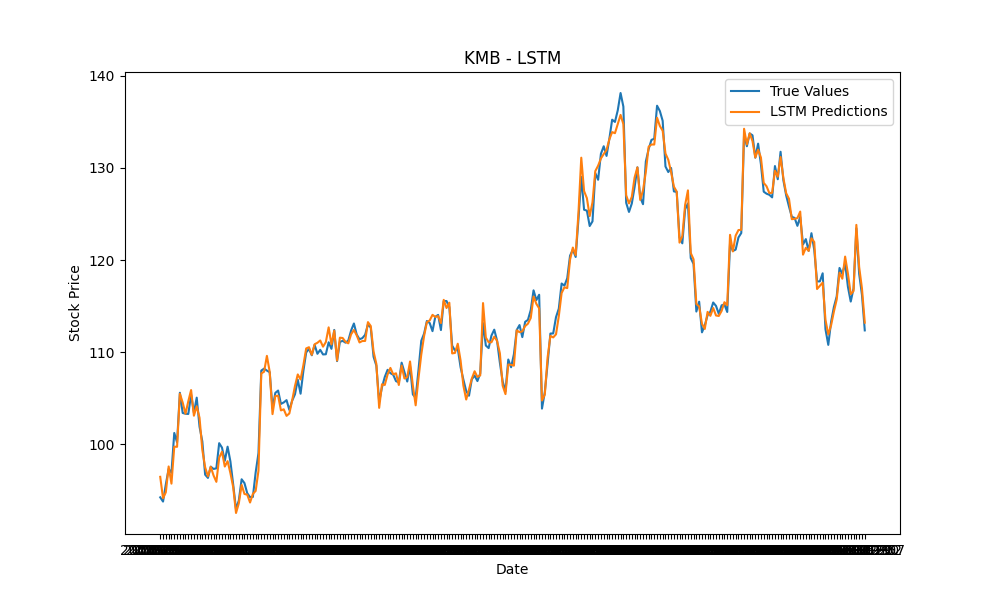 KMB - LSTM
140
True Values
LSTM Predictions
130
120
110
100
Stock Price
Date